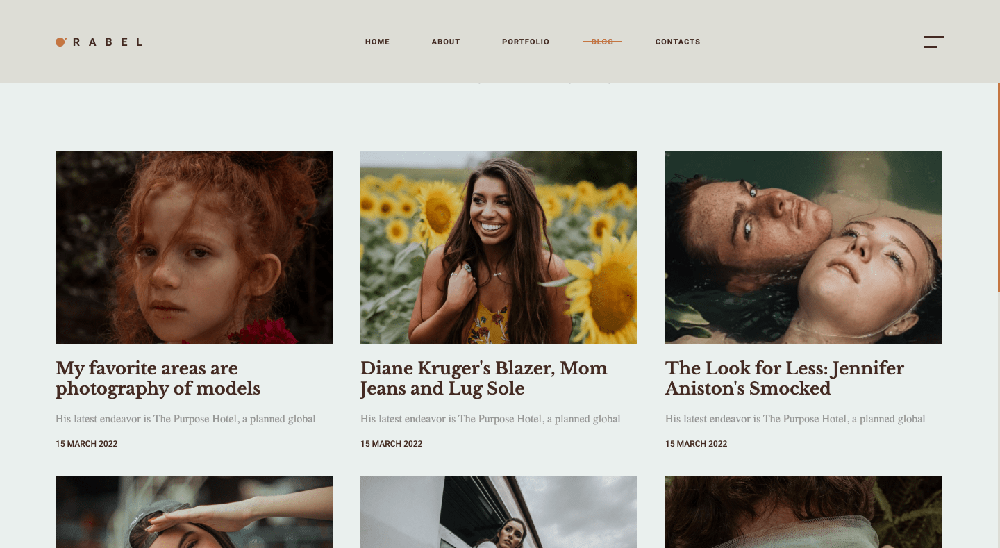 RABEL
HOME ABOUT PORTFOLIO BLOG CONTACTS
My favorite areas are
photography of models
His latest endeavor is The Purpose Hotel, a planned global
15 MARCH 2022
Diane Kruger's Blazer, Mom
Jeans and Lug Sole
His latest endeavor is The Purpose Hotel, a planned global
15 MARCH 2022
The Look for Less: Jennifer
Aniston's Smocked
His latest endeavor is The Purpose Hotel, a planned global
15 MARCH 2022